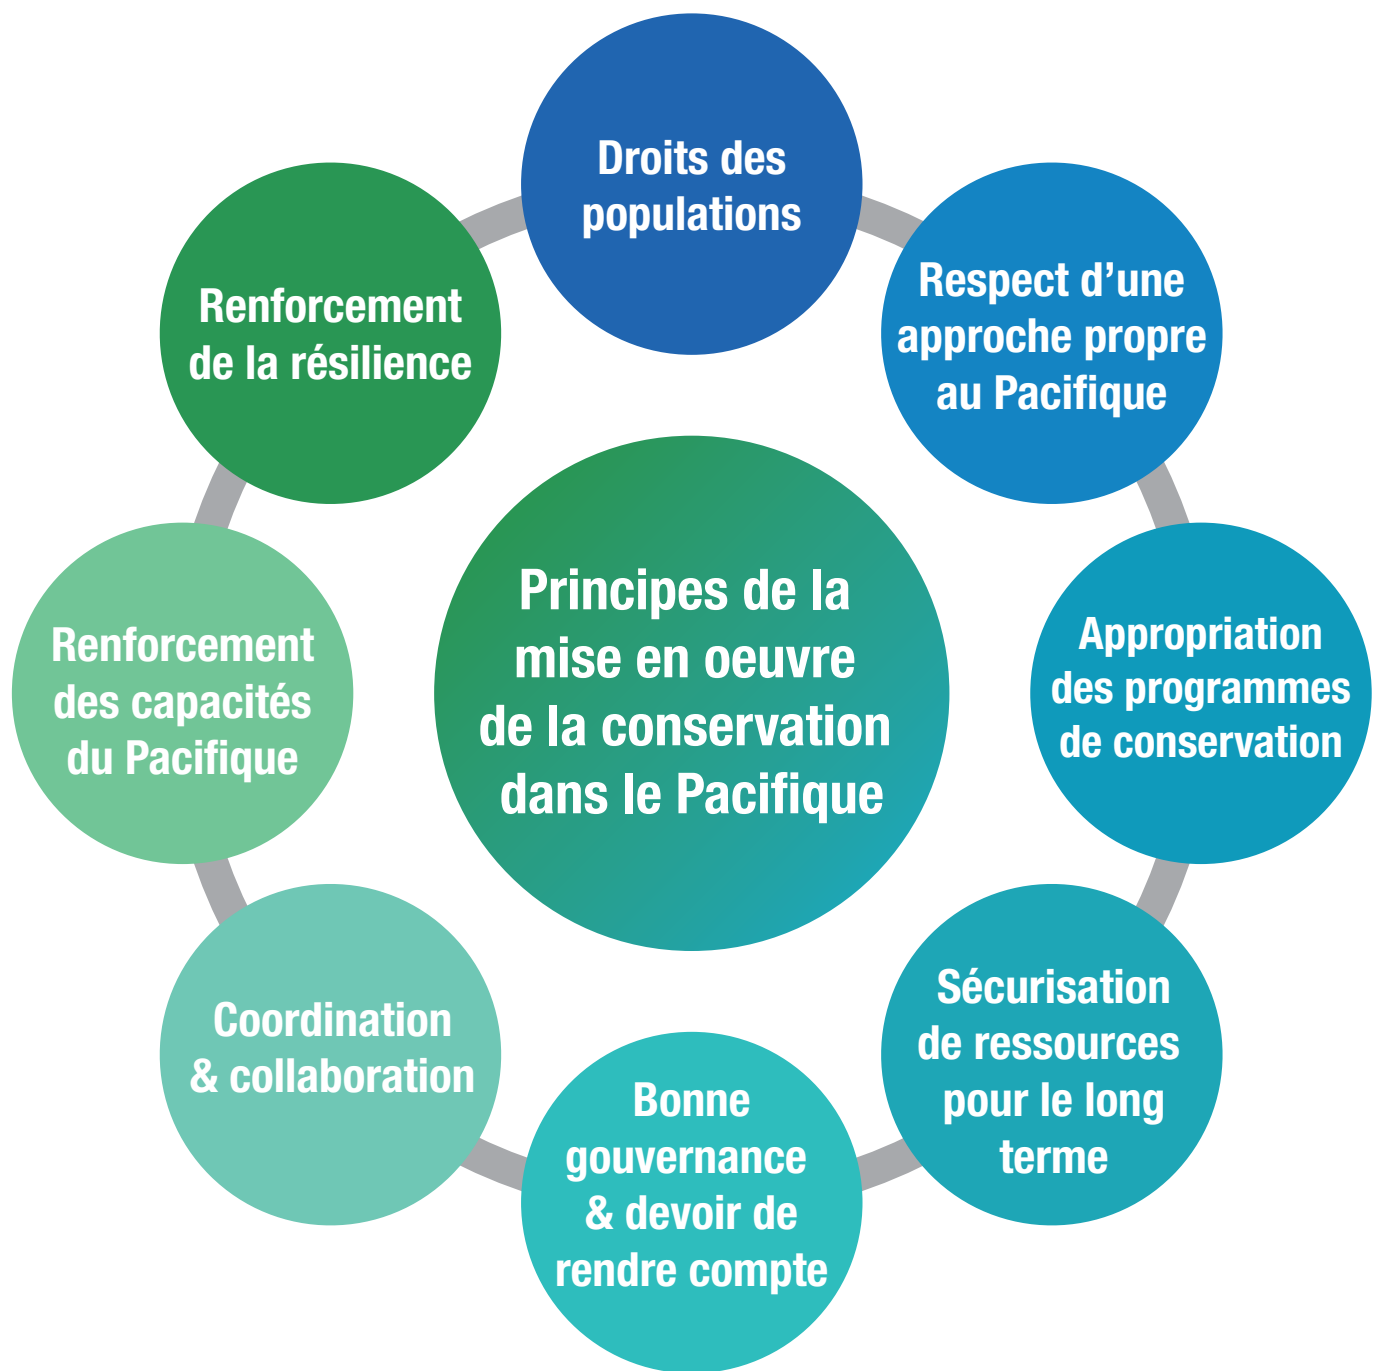 Droits des
populations
Respect d’une
approche propre
au Pacifique
Appropriation
des programmes
de conservation
Sécurisation
de ressources
pour le long
terme
Bonne
gouvernance
& devoir de
rendre compte
Coordination
& collaboration
Renforcement
des capacités
du Pacifique
Renforcement
de la résilience
Principes de la
mise en oeuvre
de la conservation
dans le Pacifique